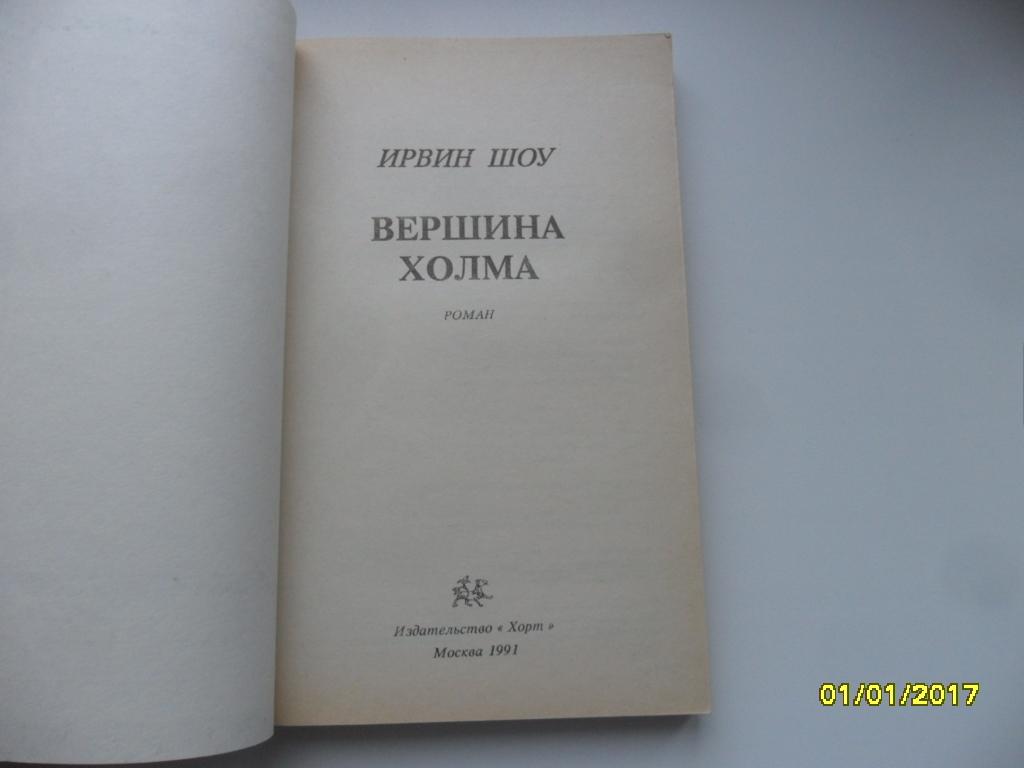 ИРВИН ШОУ
ВЕРШИНА
ХОЛМА
РОМАН
Издательство « Хорт »
Москва 1991
01/01/2017